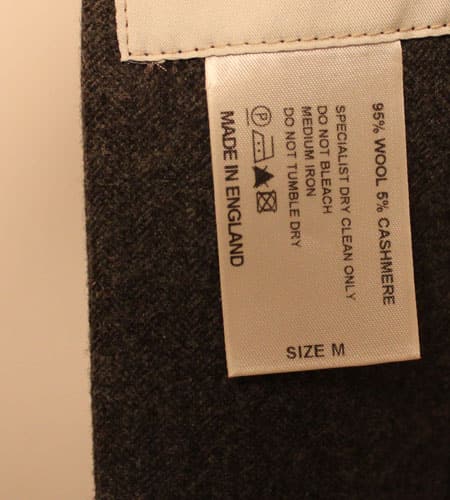 95% WOOL 5% CASHMERE
SPECIALIST DRY CLEAN ONLY
DO NOT BLEACH
MEDIUM IRON
DO NOT TUMBLE DRY
P
MADE IN ENGLAND
SIZE M